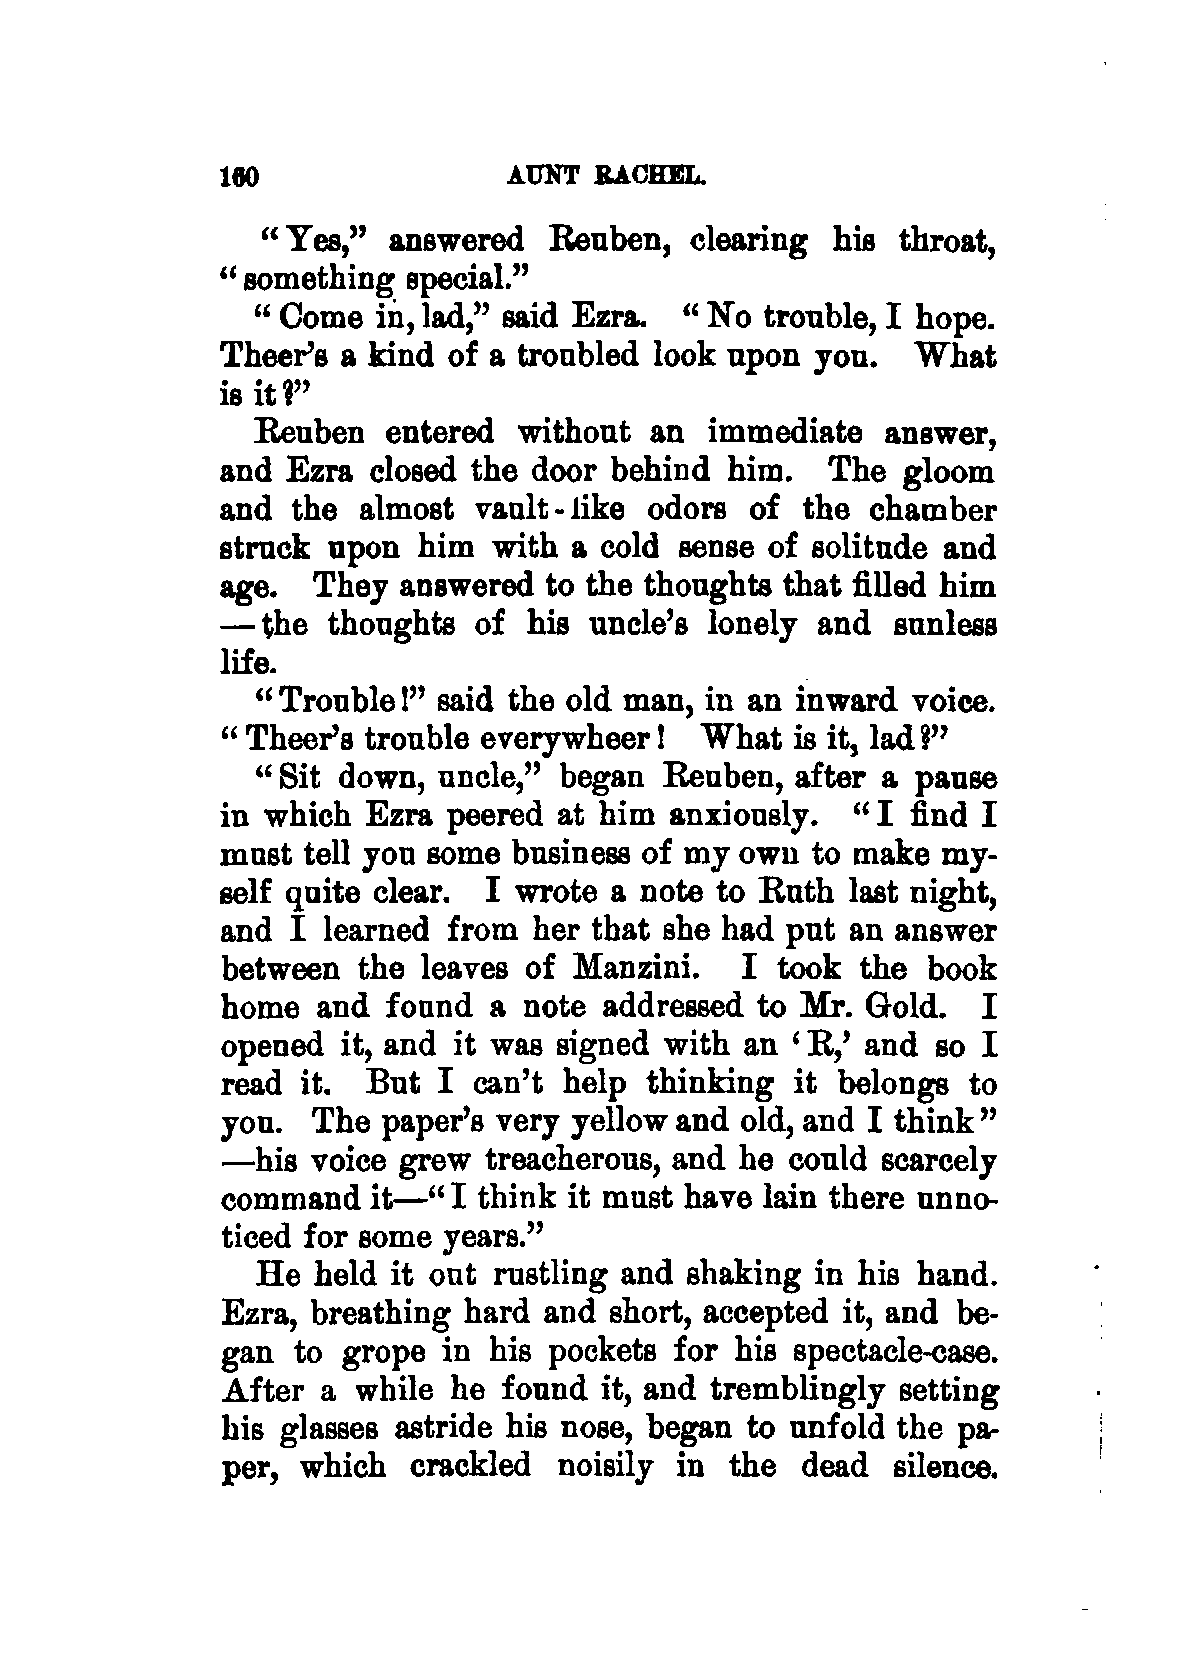 160 AUNT RACHEL.
“Yes,” answered Reuben, clearing his throat,
“something special.”
“Come in, lad,” said Ezra. “No trouble, I hope.
Theer’s a kind of a troubled look upon you. What
is it?”
Reuben entered without an immediate answer,
and Ezra closed the door behind him. The gloom
and the almost vault-like odors of the chamber
struck upon him with a cold sense of solitude and
age. They answered to the thoughts that filled him
—the thoughts of his uncle’s lonely and sunless
life.
“Trouble!” said the old man, in an inward voice.
“Theer’s trouble everywheer! What is it, lad?”
“Sit down, uncle,” began Reuben, after a pause
in which Ezra peered at him anxiously. “I find I
must tell you some business of my own to make my-
self quite clear. I wrote a note to Ruth last night,
and I learned from her that she had put an answer
between the leaves of Manzini. I took the book
home and found a note addressed to Mr. Gold. I
opened it, and it was signed with an ‘R,’ and so I
read it. But I can’t help thinking it belongs to
you. The paper’s very yellow and old, and I think”
—his voice grew treacherous, and he could scarcely
command it—“I think it must have lain there unno-
ticed for some years.”
He held it out rustling and shaking in his hand.
Ezra, breathing hard and short, accepted it, and be-
gan to grope in his pockets for his spectacle-case.
After a while he found it, and tremblingly setting
his glasses astride his nose, began to unfold the pa-
per, which crackled noisily in the dead silence.